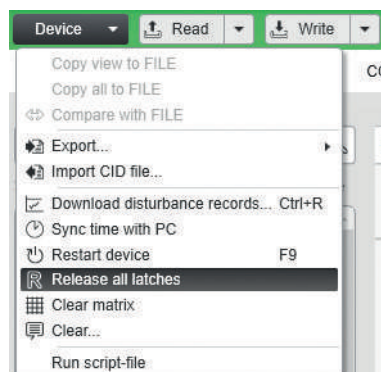 Device Read Write
Copy view to FILE
Copy all to FILE
Compare with FILE
Export...
Import CID file...
Download disturbance records... Ctrl+R
Sync time with PC
Restart device F9
Release all latches
Clear matrix
Clear...
Run script-file